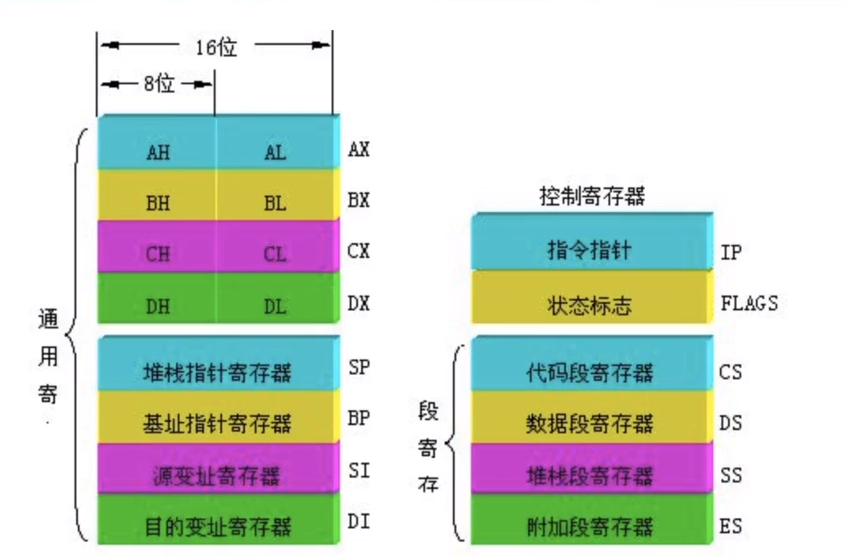 16位
8位
AH AL AX
BH BL BX
CH CL CX
DH DL DX
通用寄
堆栈指针寄存器 SP
基址指针寄存器 BP
源变址寄存器 SI
目的变址寄存器 DI
控制寄存器
指令指针 IP
状态标志 FLAGS
段寄存
代码段寄存器 CS
数据段寄存器 DS
堆栈段寄存器 SS
附加段寄存器 ES